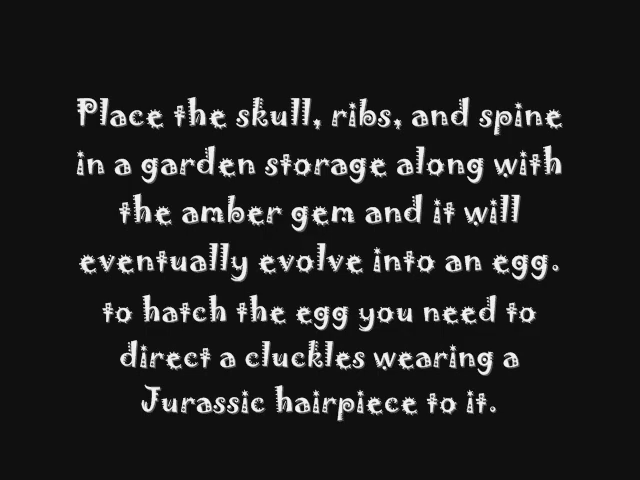 Place the skull, ribs, and spine
in a garden storage along with
the amber gem and it will
eventually evolve into an egg.
to hatch the egg you need to
direct a cluckles wearing a
Jurassic hairpiece to it.